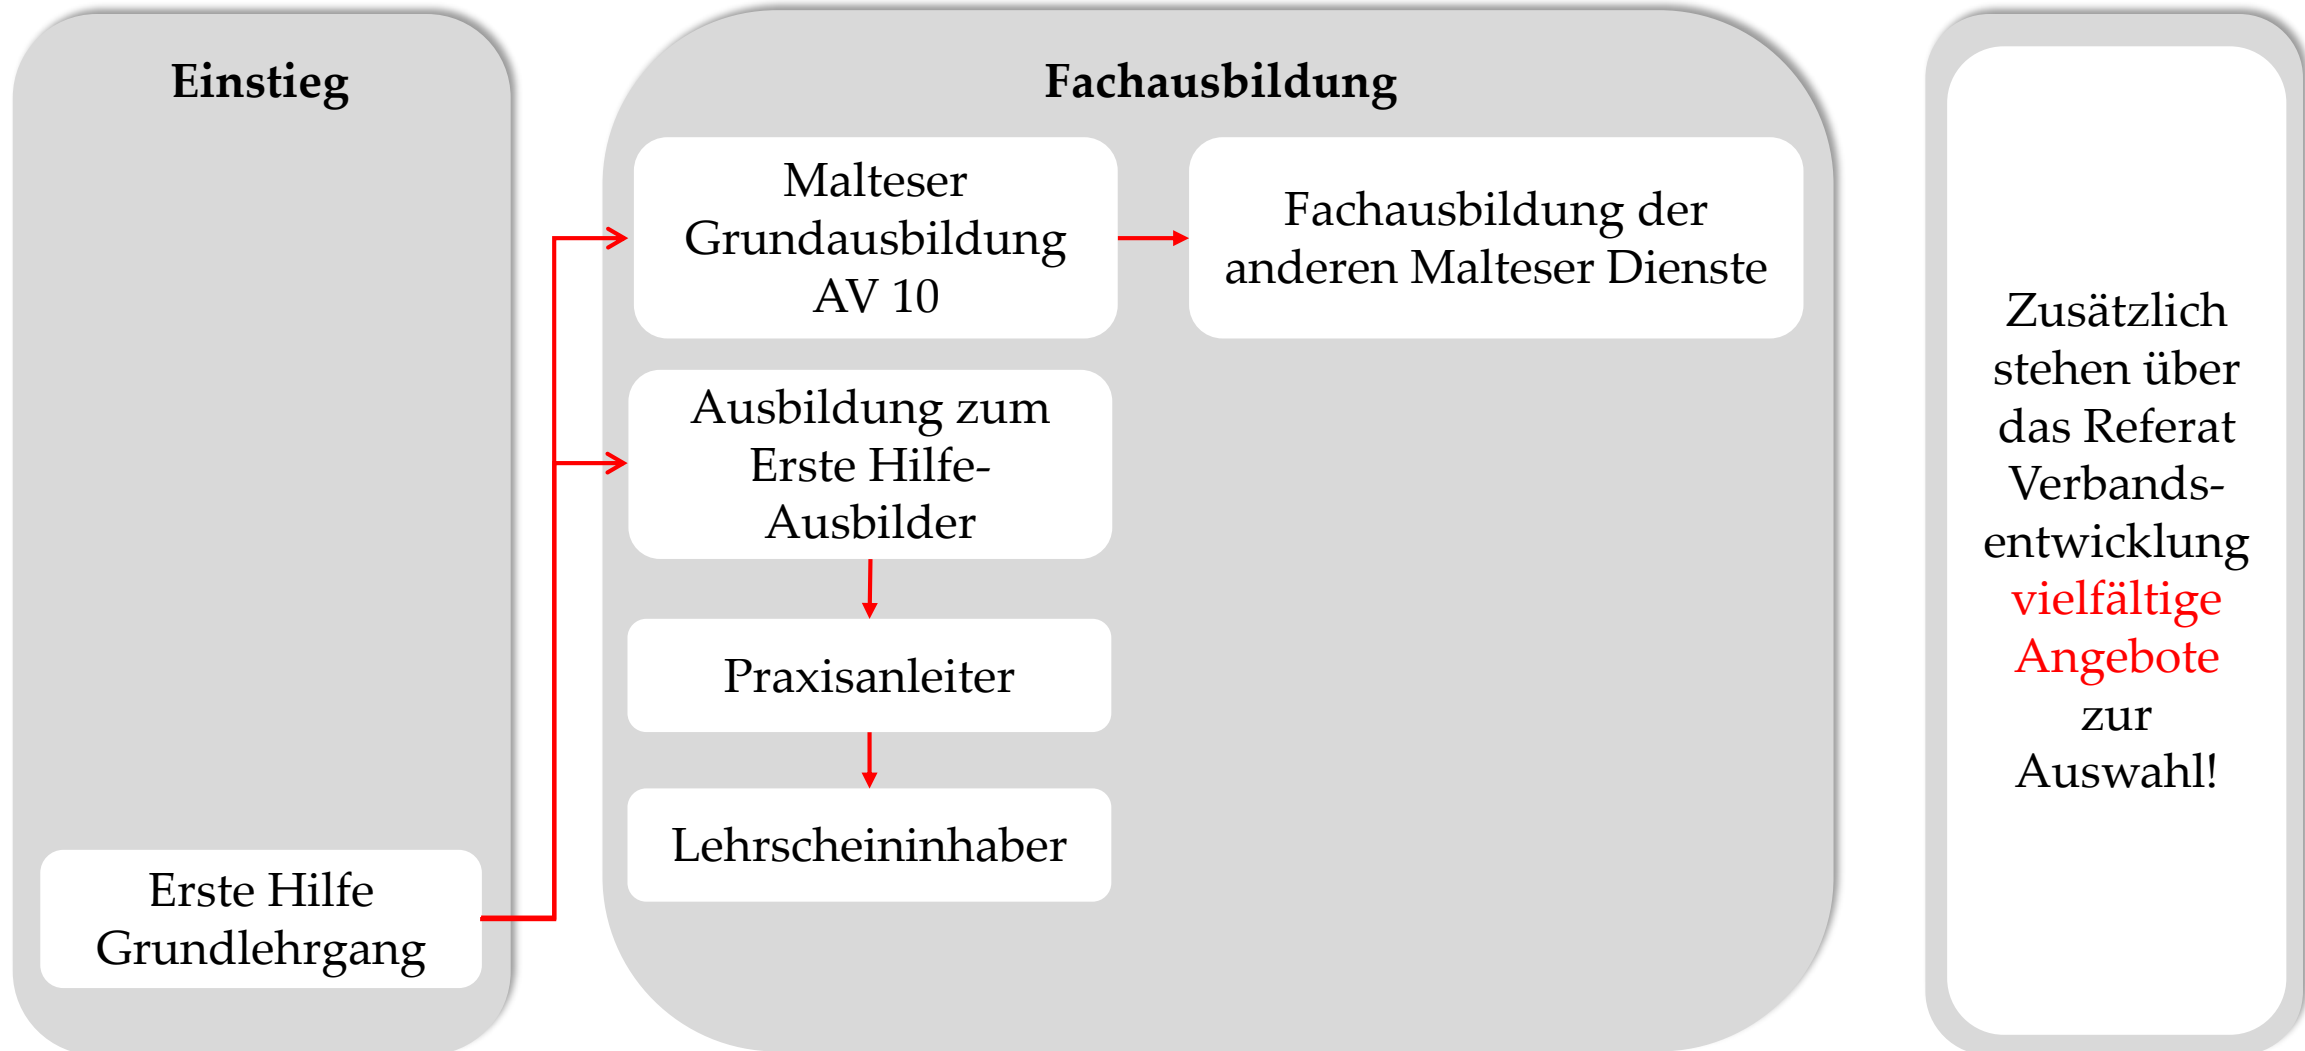 Einstieg
Erste Hilfe
Grundlehrgang
Fachausbildung
Malteser
Grundausbildung
AV 10
Fachausbildung der
anderen Malteser Dienste
Ausbildung zum
Erste Hilfe-
Ausbilder
Praxisanleiter
Lehrscheininhaber
Zusätzlich
stehen über
das Referat
Verbands-
entwicklung
vielfältige
Angebote
zur
Auswahl!